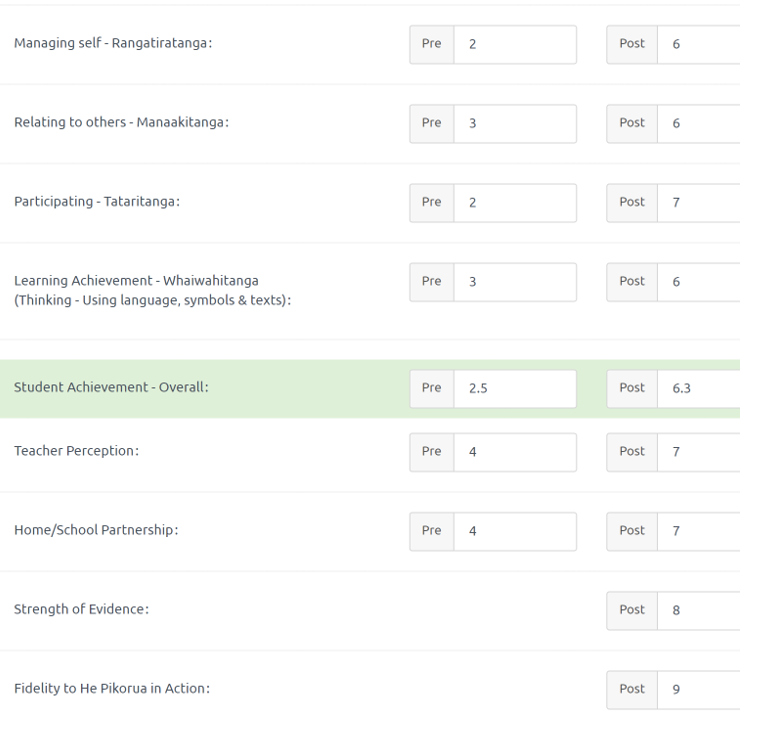 Managing self - Rangatiratanga: Pre 2 Post 6
Relating to others - Manaakitanga: Pre 3 Post 6
Participating - Tataritanga: Pre 2 Post 7
Learning Achievement - Whaiwahitanga
(Thinking - Using language, symbols & texts): Pre 3 Post 6
Student Achievement - Overall: Pre 2.5 Post 6.3
Teacher Perception: Pre 4 Post 7
Home/School Partnership: Pre 4 Post 7
Strength of Evidence: Post 8
Fidelity to He Pikorua in Action: Post 9